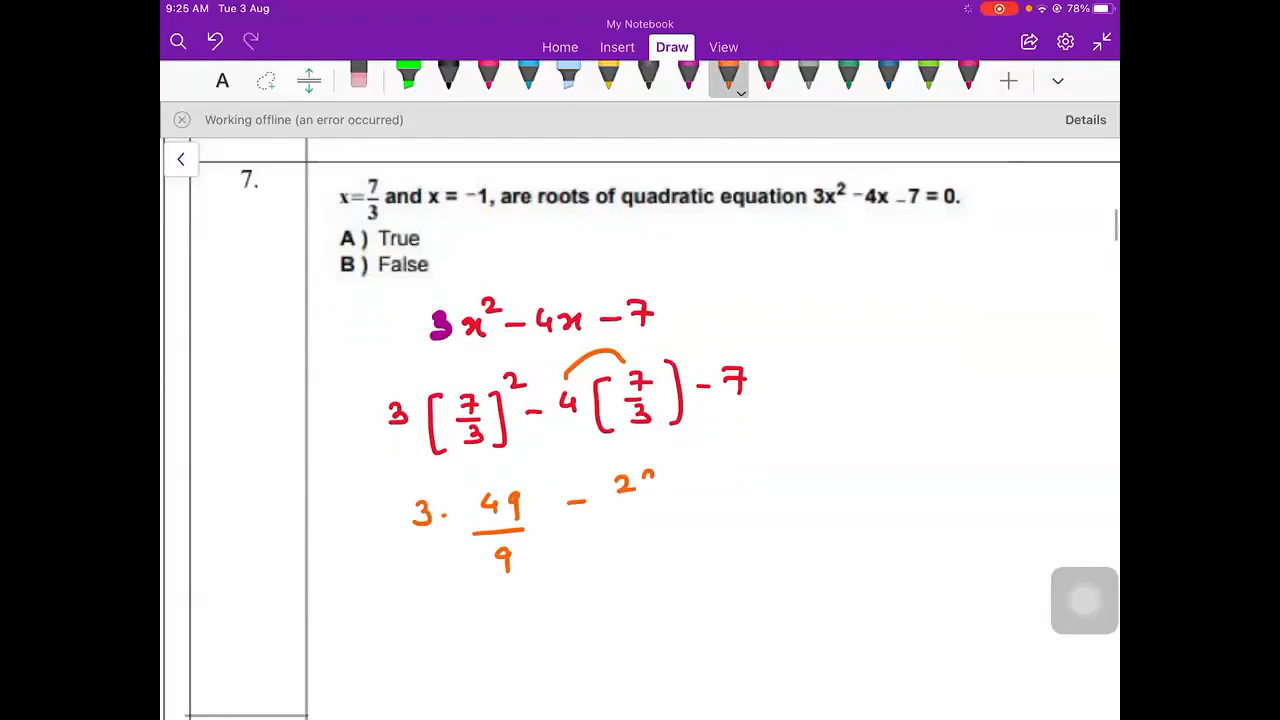 9:25 AM Tue 3 Aug
78%
My Notebook
Home Insert Draw View
A
Working offline (an error occurred)
Details
7.
x=7/3 and x = −1, are roots of quadratic equation 3x² −4x −7 = 0.
A ) True
B ) False
3x² − 4x − 7
3 [7/3]² − 4 [7/3] − 7
3. 49/9 − 2